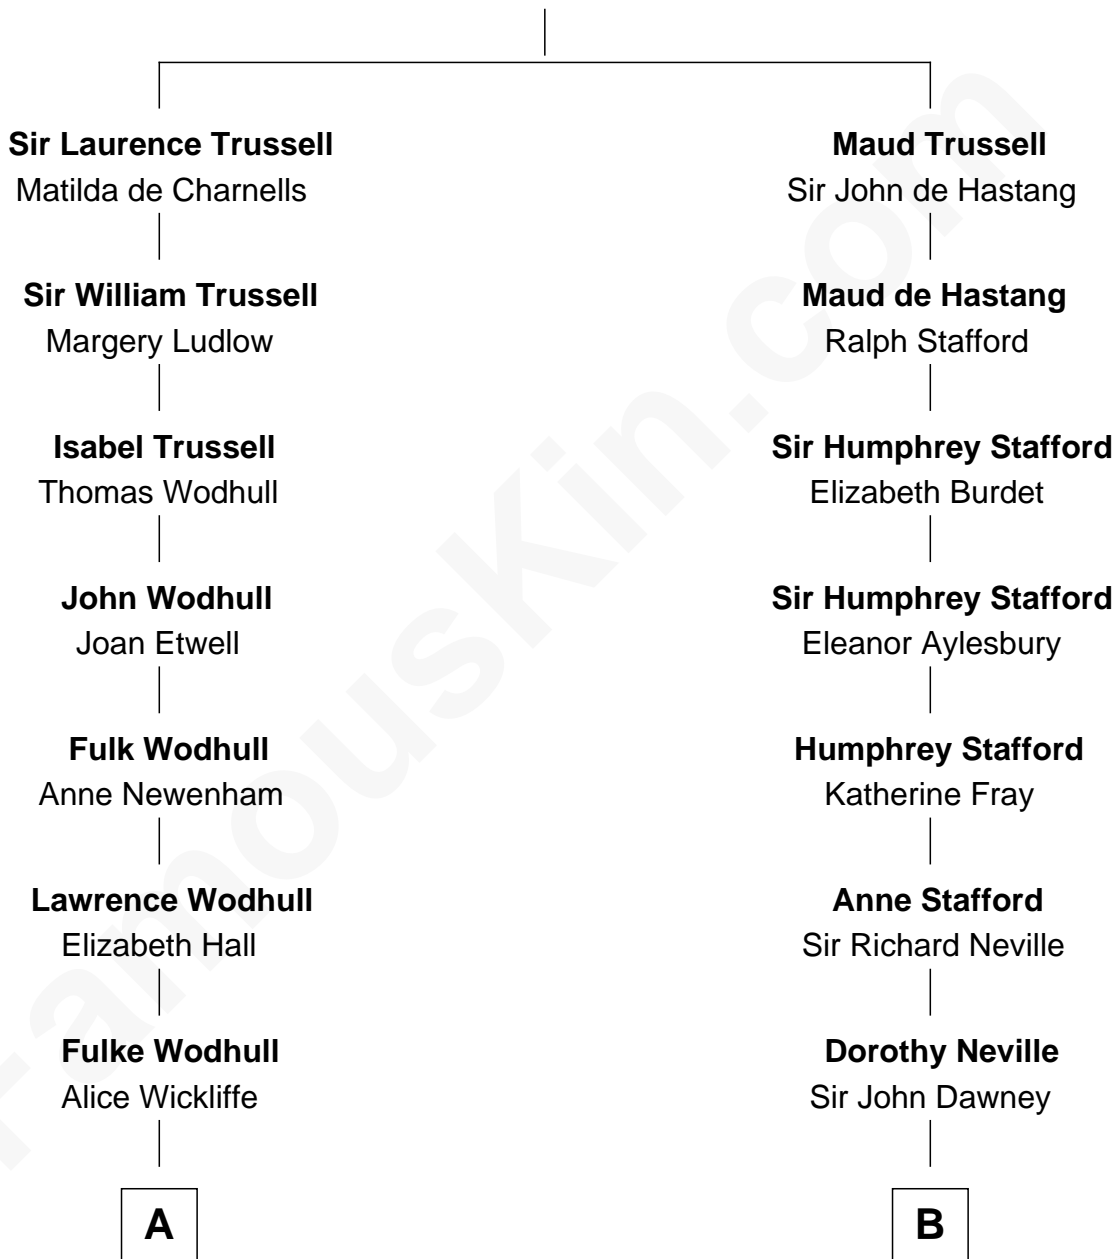 Sir Laurence Trussell
Matilda de Charnells
Sir William Trussell
Margery Ludlow
Isabel Trussell
Thomas Wodhull
John Wodhull
Joan Etwell
Fulk Wodhull
Anne Newenham
Lawrence Wodhull
Elizabeth Hall
Fulke Wodhull
Alice Wickliffe
A
Maud Trussell
Sir John de Hastang
Maud de Hastang
Ralph Stafford
Sir Humphrey Stafford
Elizabeth Burdet
Sir Humphrey Stafford
Eleanor Aylesbury
Humphrey Stafford
Katherine Fray
Anne Stafford
Sir Richard Neville
Dorothy Neville
Sir John Dawney
B
FamousKin.com